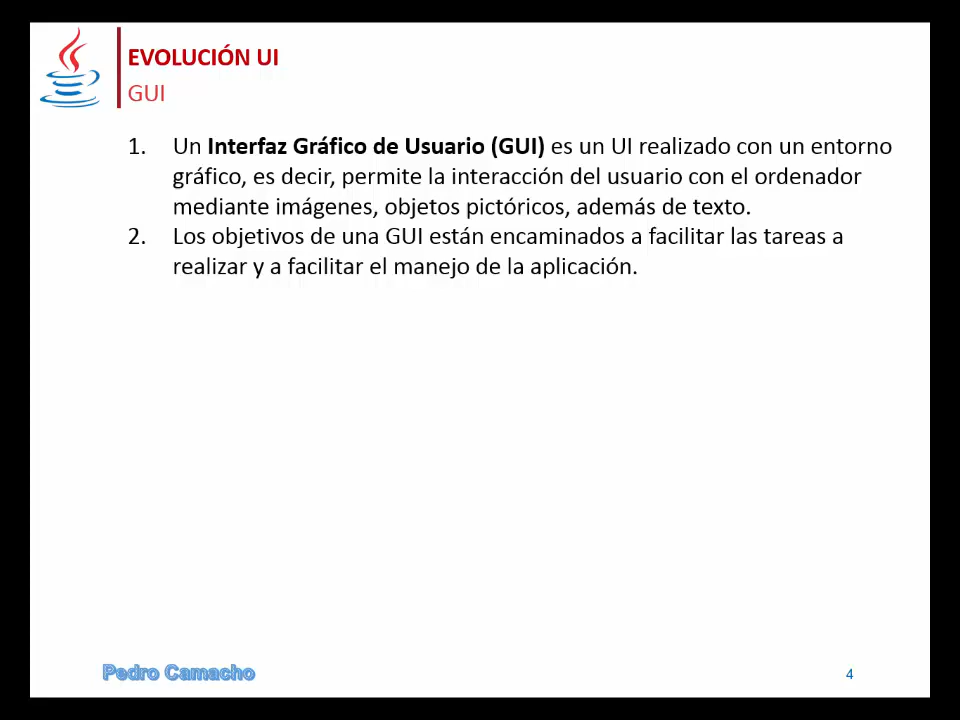 EVOLUCIÓN UI
GUI
1. Un Interfaz Gráfico de Usuario (GUI) es un UI realizado con un entorno
gráfico, es decir, permite la interacción del usuario con el ordenador
mediante imágenes, objetos pictóricos, además de texto.
2. Los objetivos de una GUI están encaminados a facilitar las tareas a
realizar y a facilitar el manejo de la aplicación.
Pedro Camacho
4